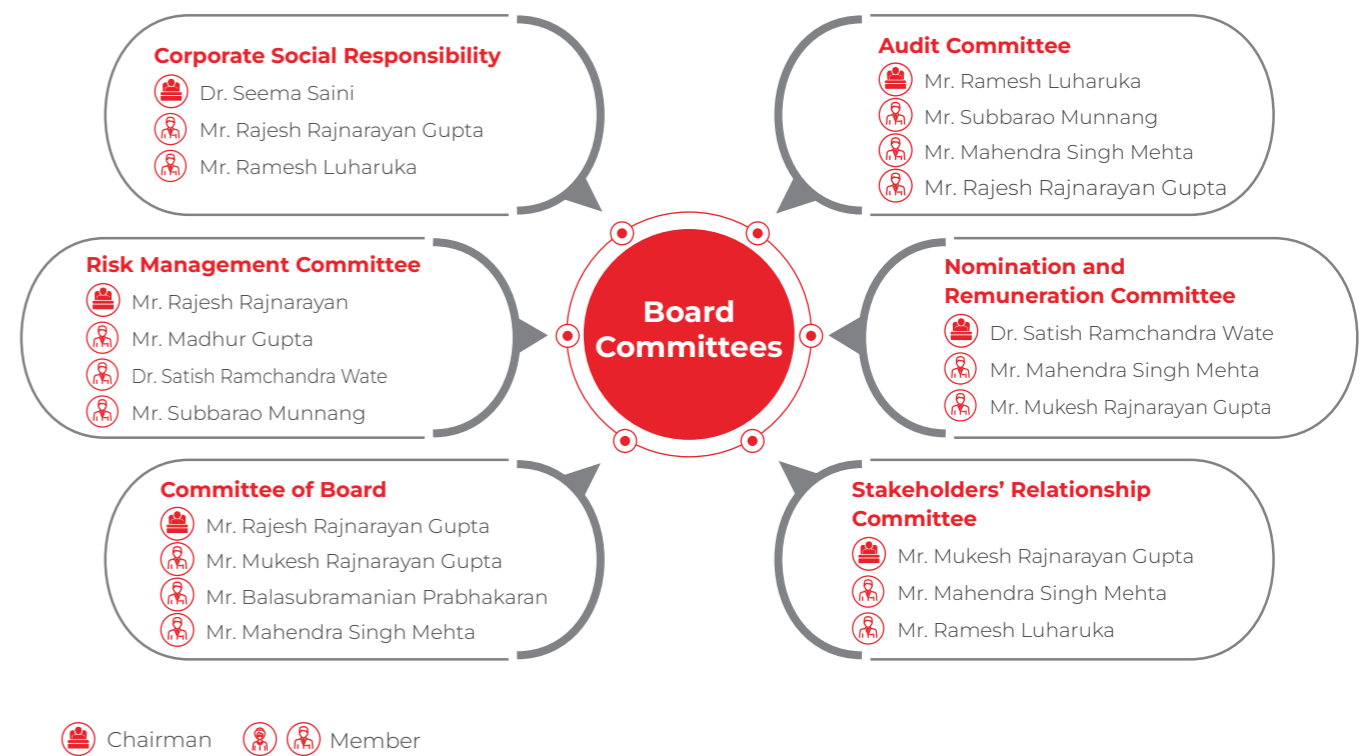 Corporate Social Responsibility
Dr. Seema Saini
Mr. Rajesh Rajnarayan Gupta
Mr. Ramesh Luharuka
Audit Committee
Mr. Ramesh Luharuka
Mr. Subbarao Munnang
Mr. Mahendra Singh Mehta
Mr. Rajesh Rajnarayan Gupta
Risk Management Committee
Mr. Rajesh Rajnarayan
Mr. Madhur Gupta
Dr. Satish Ramchandra Wate
Mr. Subbarao Munnang
Board
Committees
Nomination and
Remuneration Committee
Dr. Satish Ramchandra Wate
Mr. Mahendra Singh Mehta
Mr. Mukesh Rajnarayan Gupta
Committee of Board
Mr. Rajesh Rajnarayan Gupta
Mr. Mukesh Rajnarayan Gupta
Mr. Balasubramanian Prabhakaran
Mr. Mahendra Singh Mehta
Stakeholders’ Relationship
Committee
Mr. Mukesh Rajnarayan Gupta
Mr. Mahendra Singh Mehta
Mr. Ramesh Luharuka
Chairman
Member